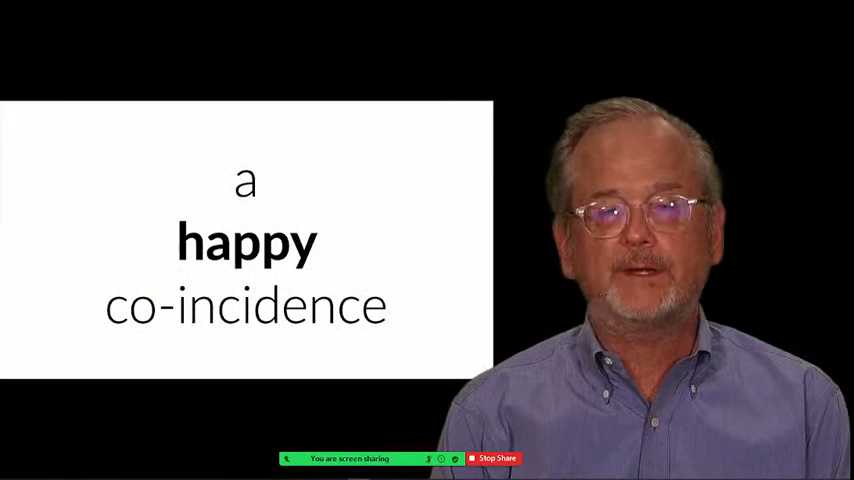 a
happy
co-incidence
You are screen sharing
Stop Share